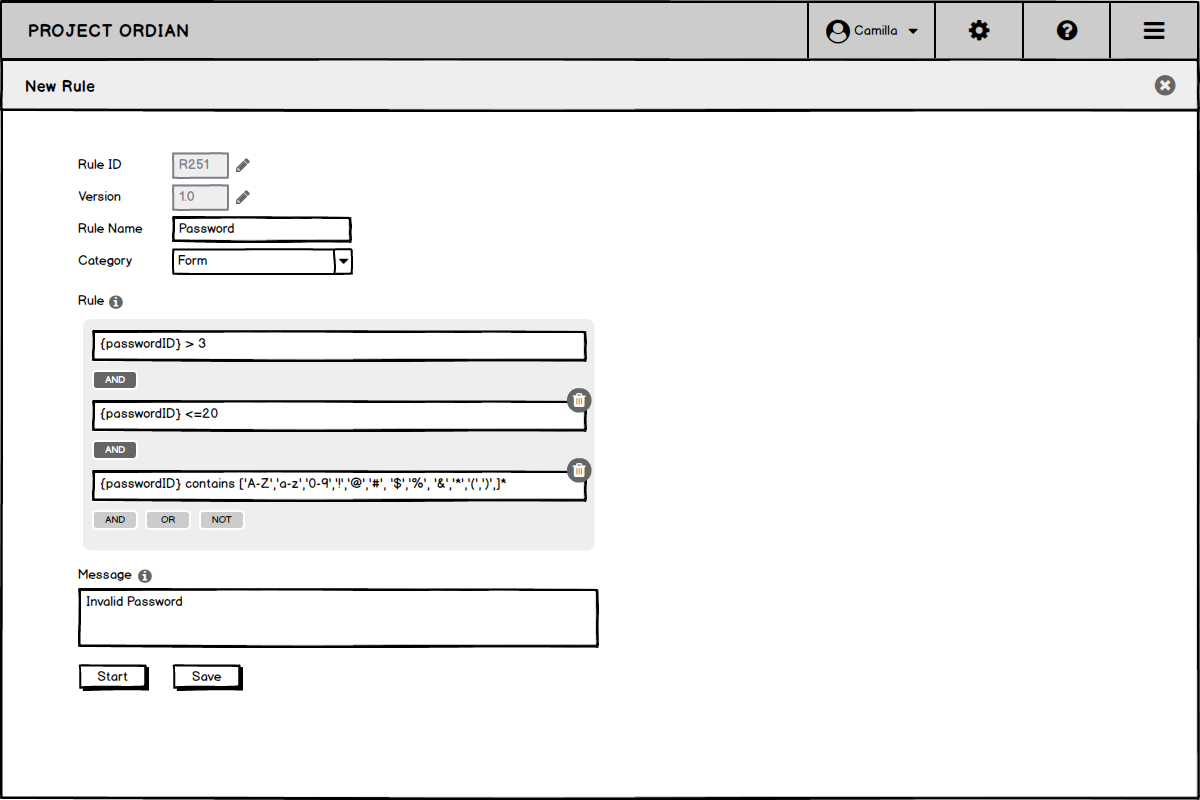 PROJECT ORDIAN
Camilla
New Rule
Rule ID R251
Version 1.0
Rule Name Password
Category Form
Rule
{passwordID} > 3
AND
{passwordID} <=20
AND
{passwordID} contains ['A-Z','a-z','0-9','!','@','#', '$','%', '&','*','(',')',]*
AND OR NOT
Message
Invalid Password
Start Save